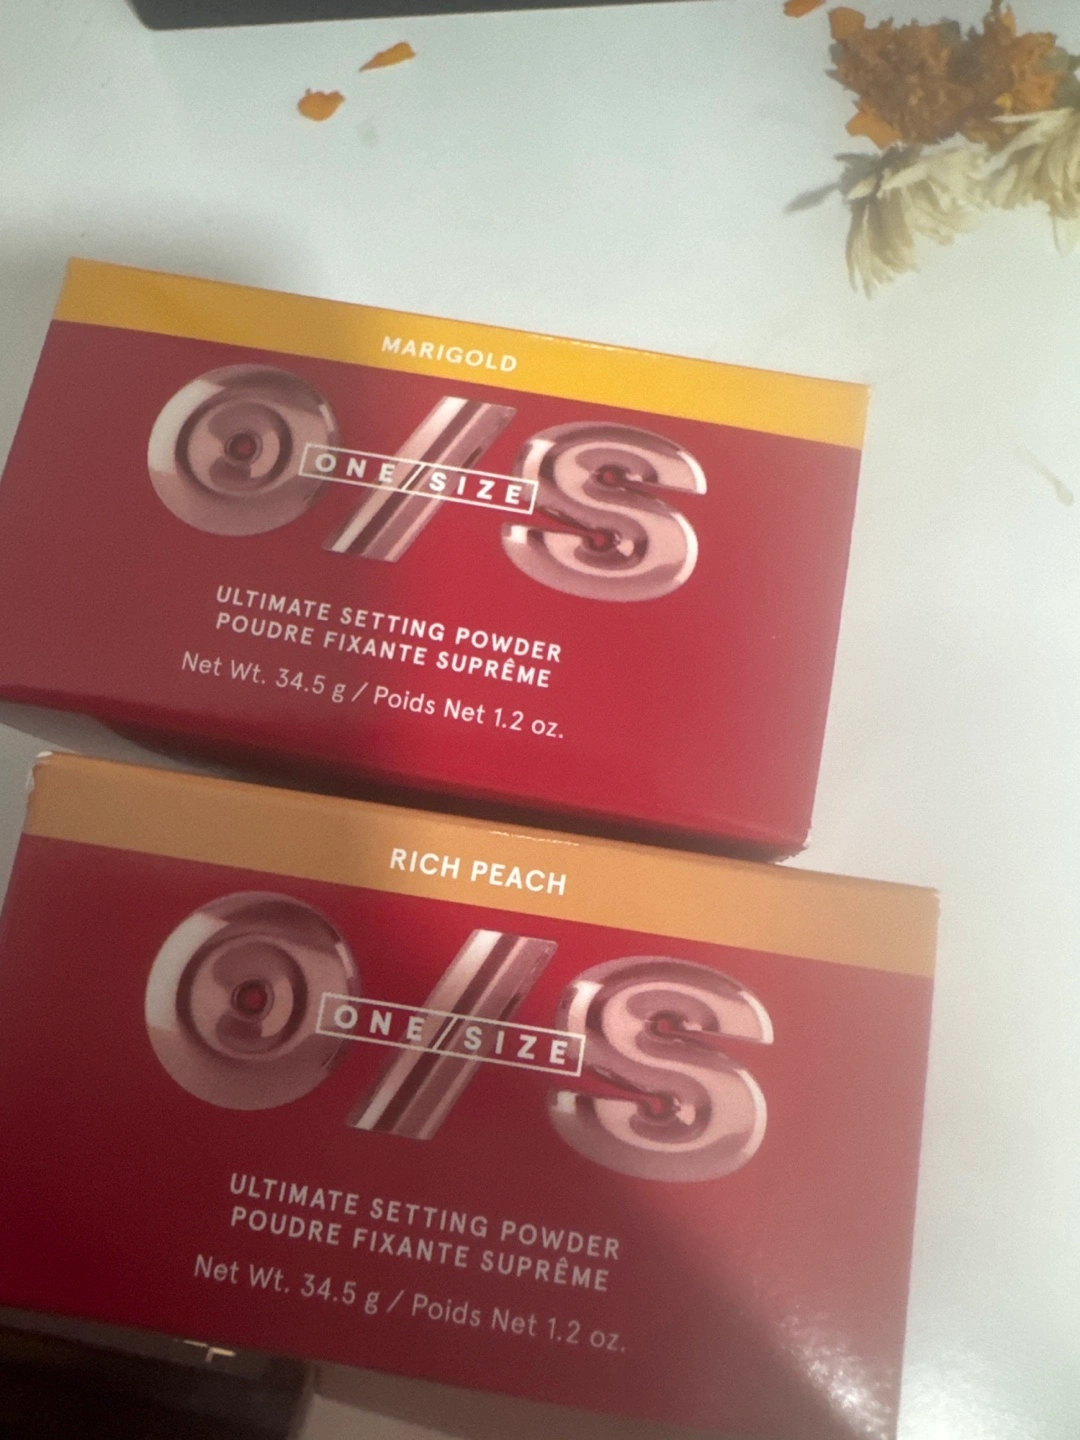 MARIGOLD
O/S
ONE/SIZE
ULTIMATE SETTING POWDER
POUDRE FIXANTE SUPRÊME
Net Wt. 34.5 g / Poids Net 1.2 oz.
RICH PEACH
O/S
ONE/SIZE
ULTIMATE SETTING POWDER
POUDRE FIXANTE SUPRÊME
Net Wt. 34.5 g / Poids Net 1.2 oz.